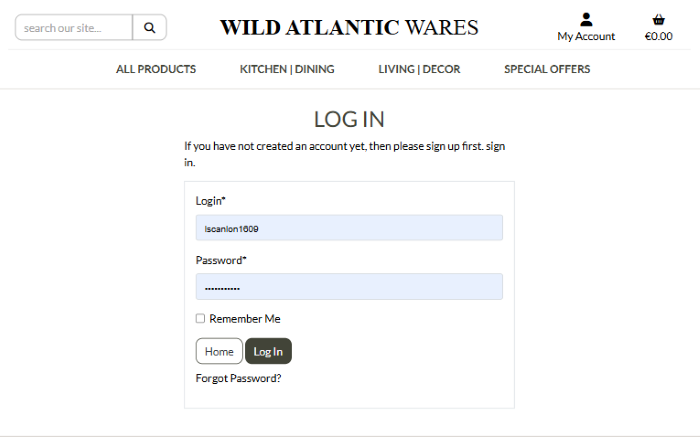 search our site...
WILD ATLANTIC WARES
My Account
€0.00
ALL PRODUCTS
KITCHEN | DINING
LIVING | DECOR
SPECIAL OFFERS
LOG IN
If you have not created an account yet, then please sign up first. sign
in.
Login*
lscanlon1609
Password*
•••••••••••
Remember Me
Home
Log In
Forgot Password?